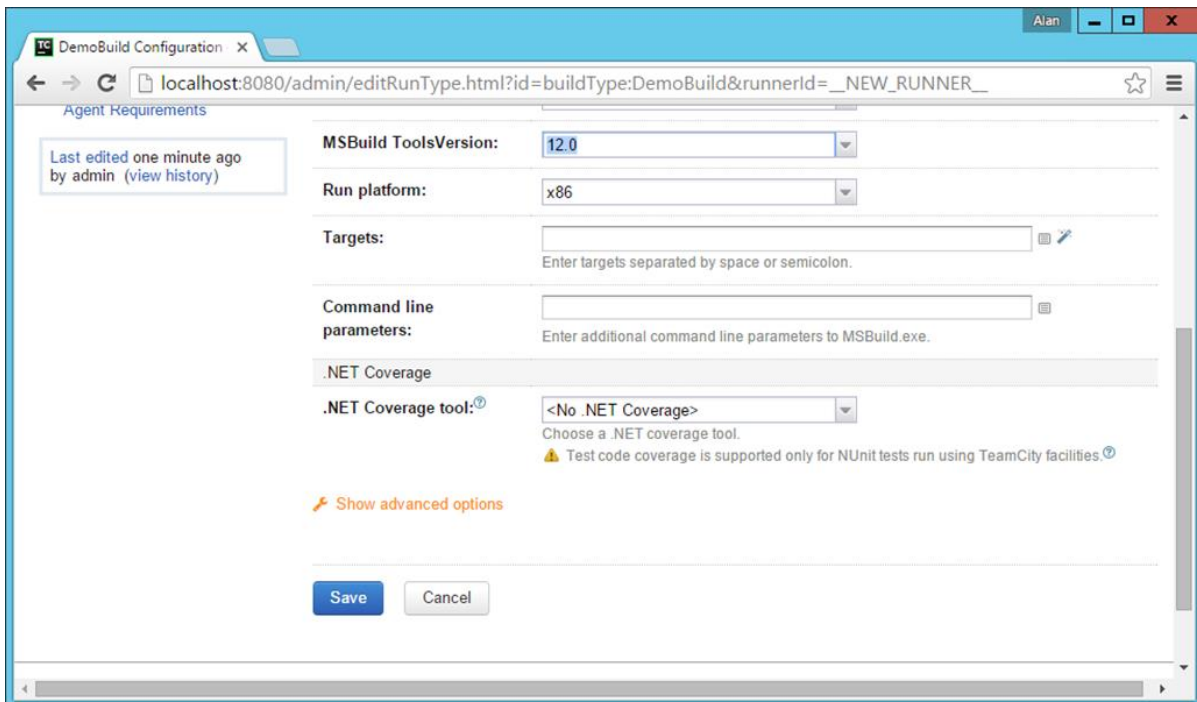 Alan
TC DemoBuild Configuration
localhost:8080/admin/editRunType.html?id=buildType:DemoBuild&runnerId=__NEW_RUNNER__
Agent Requirements
Last edited one minute ago
by admin (view history)
MSBuild ToolsVersion:
12.0
Run platform:
x86
Targets:
Enter targets separated by space or semicolon.
Command line
parameters:
Enter additional command line parameters to MSBuild.exe.
.NET Coverage
.NET Coverage tool:?
<No .NET Coverage>
Choose a .NET coverage tool.
Test code coverage is supported only for NUnit tests run using TeamCity facilities.?
Show advanced options
Save
Cancel